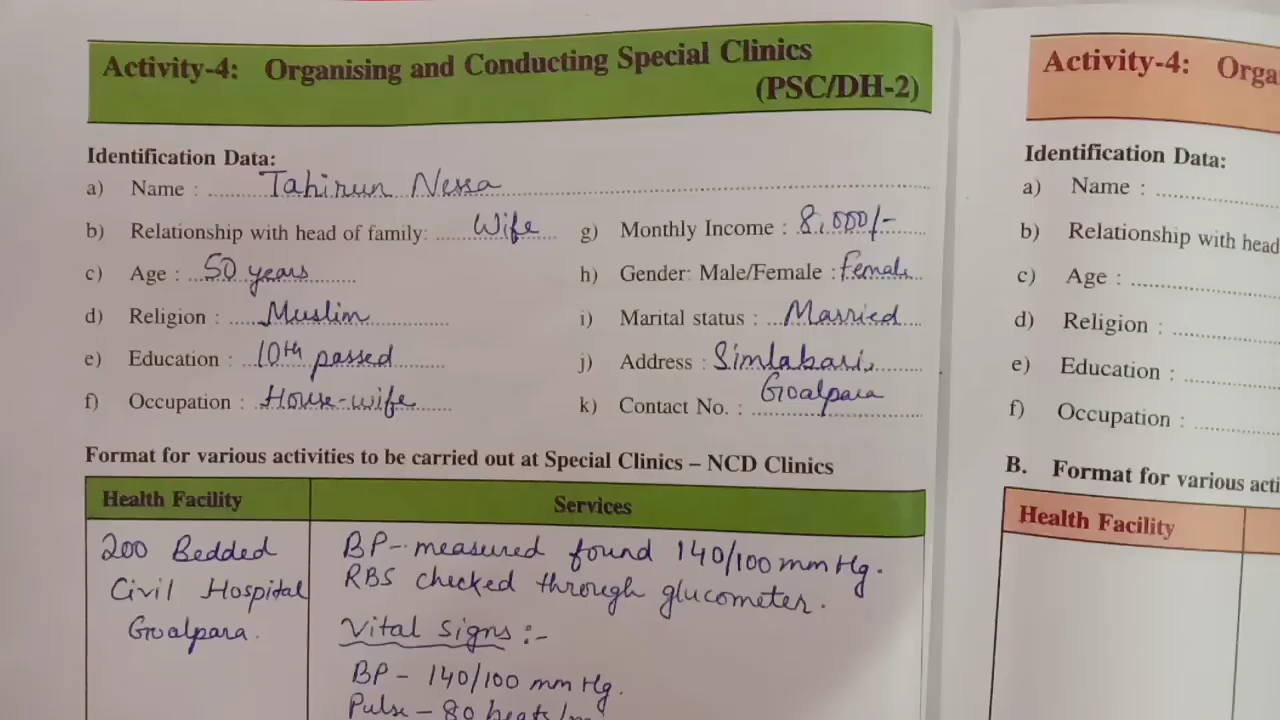 Activity-4: Organising and Conducting Special Clinics
(PSC/DH-2)
Identification Data:
a) Name : Tahirun Nessa
b) Relationship with head of family: Wife
g) Monthly Income : 8,000/-
c) Age : 50 years
h) Gender: Male/Female : Female
d) Religion : Muslim
i) Marital status : Married
e) Education : 10th passed
j) Address : Simlabari,
Goalpara
f) Occupation : House-wife
k) Contact No. :
Format for various activities to be carried out at Special Clinics – NCD Clinics
Health Facility
Services
200 Bedded
Civil Hospital
Goalpara.
BP- measured found 140/100 mm Hg.
RBS checked through glucometer.
Vital Signs :-
BP - 140/100 mm Hg.
Pulse - 80 beats/
Activity-4: Orga
Identification Data:
a) Name :
b) Relationship with head
c) Age :
d) Religion :
e) Education :
f) Occupation :
B. Format for various acti
Health Facility